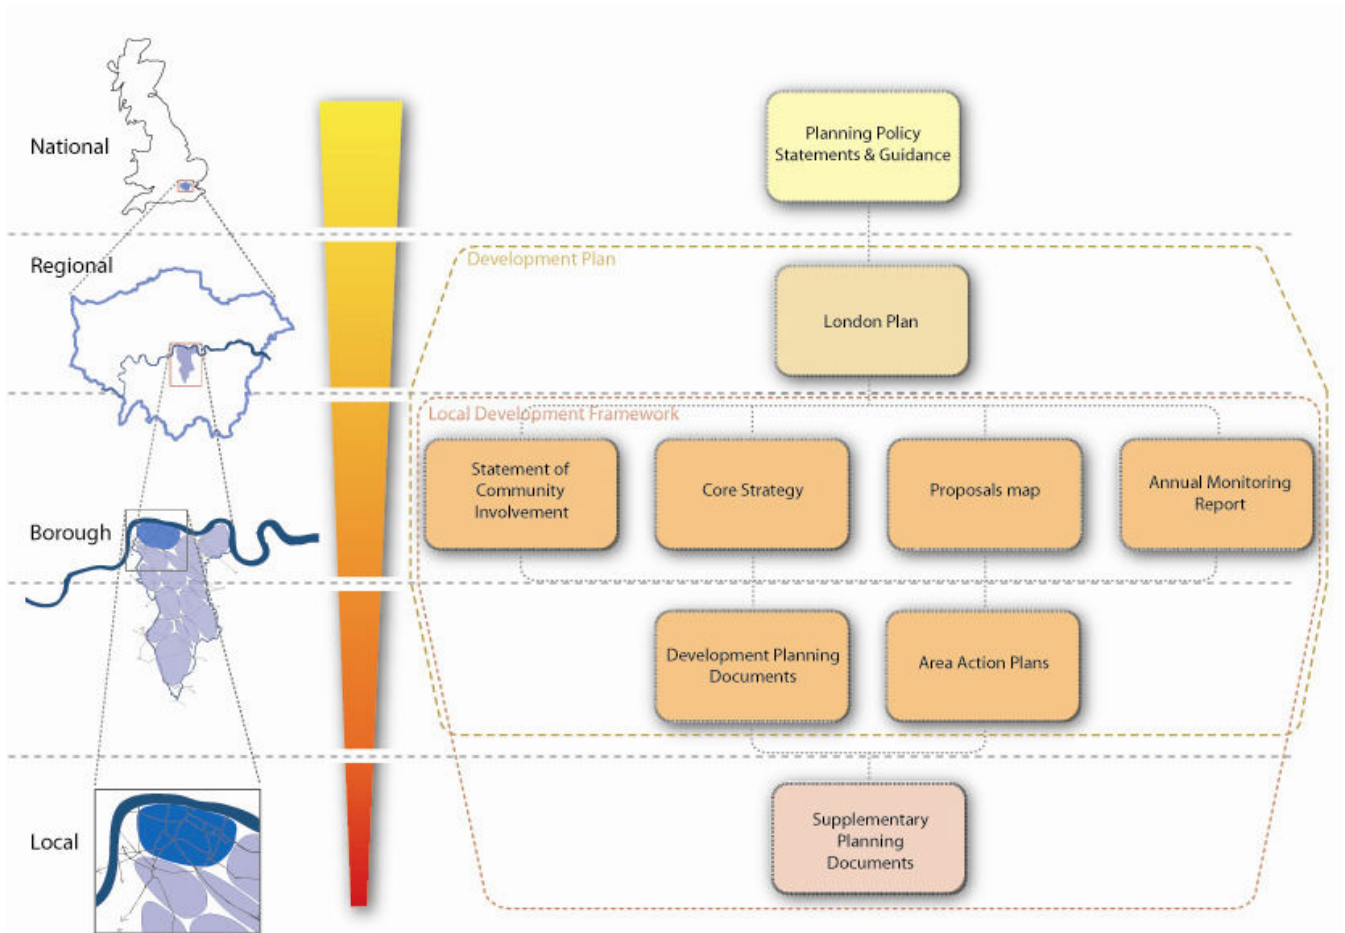 National
Planning Policy
Statements & Guidance
Regional
Development Plan
London Plan
Local Development Framework
Statement of
Community
Involvement
Core Strategy
Proposals map
Annual Monitoring
Report
Borough
Development Planning
Documents
Area Action Plans
Local
Supplementary
Planning
Documents